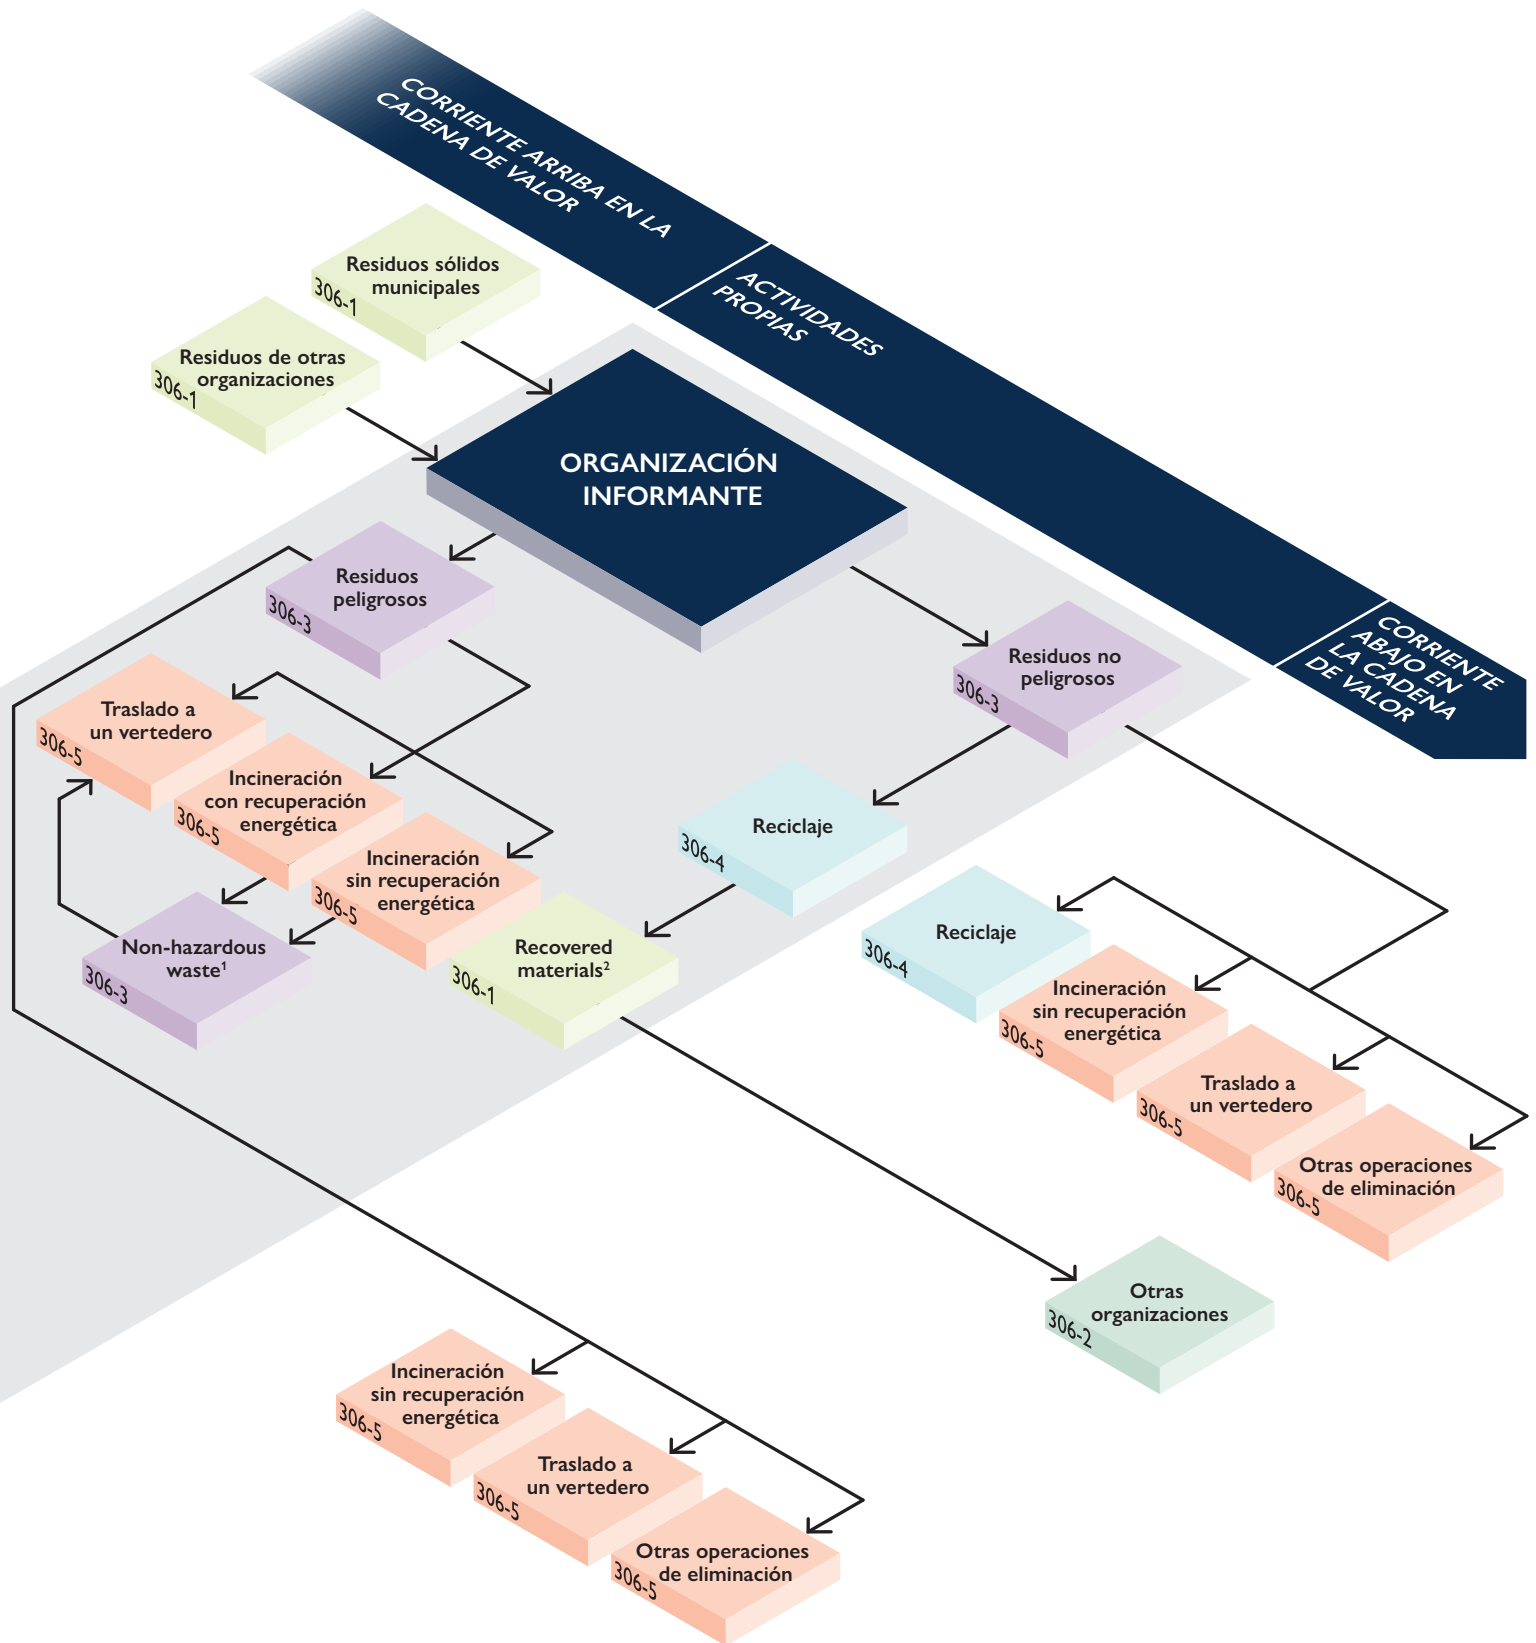 CORRIENTE ARRIBA EN LA
CADENA DE VALOR
ACTIVIDADES
PROPIAS
CORRIENTE
ABAJO EN
LA CADENA
DE VALOR
Residuos sólidos
municipales
306-1
Residuos de otras
organizaciones
306-1
ORGANIZACIÓN
INFORMANTE
Residuos
peligrosos
306-3
Residuos no
peligrosos
306-3
Traslado a
un vertedero
306-5
Incineración
con recuperación
energética
306-5
Incineración
sin recuperación
energética
306-5
Reciclaje
306-4
Non-hazardous
waste¹
306-3
Recovered
materials²
306-1
Reciclaje
306-4
Incineración
sin recuperación
energética
306-5
Traslado a
un vertedero
306-5
Otras operaciones
de eliminación
306-5
Otras
organizaciones
306-2
Incineración
sin recuperación
energética
306-5
Traslado a
un vertedero
306-5
Otras operaciones
de eliminación
306-5